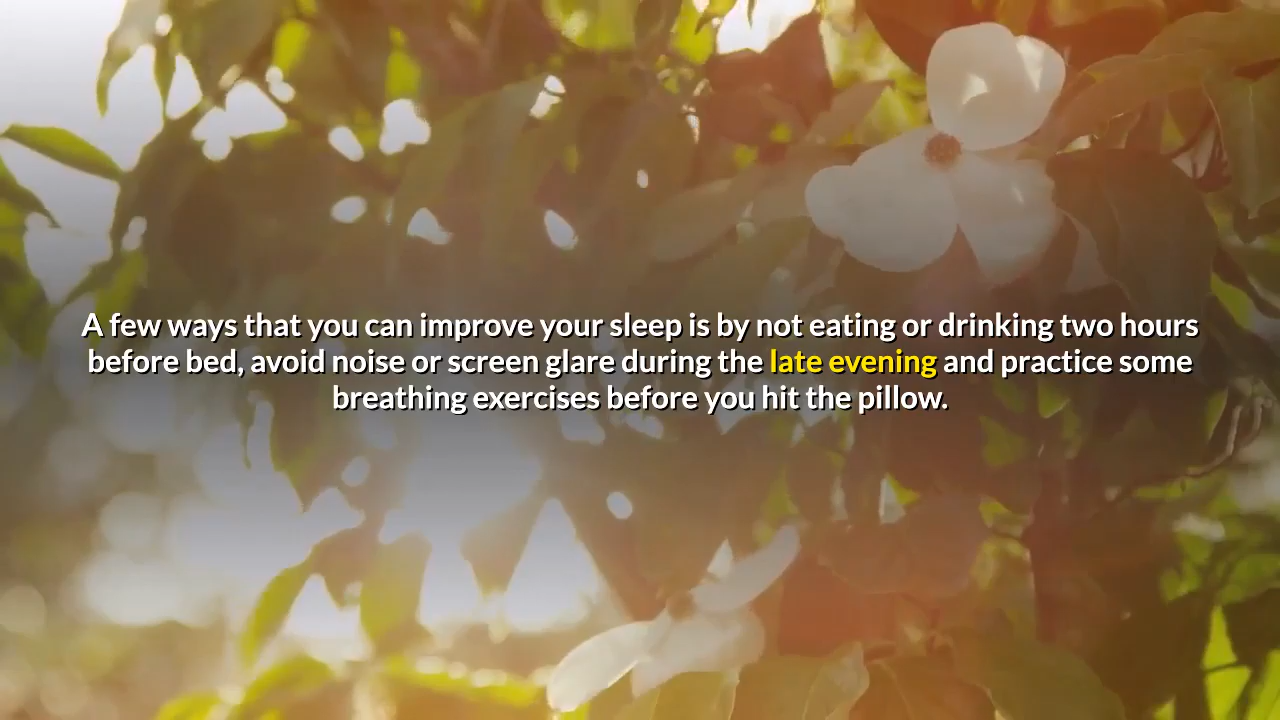 A few ways that you can improve your sleep is by not eating or drinking two hours
before bed, avoid noise or screen glare during the late evening and practice some
breathing exercises before you hit the pillow.